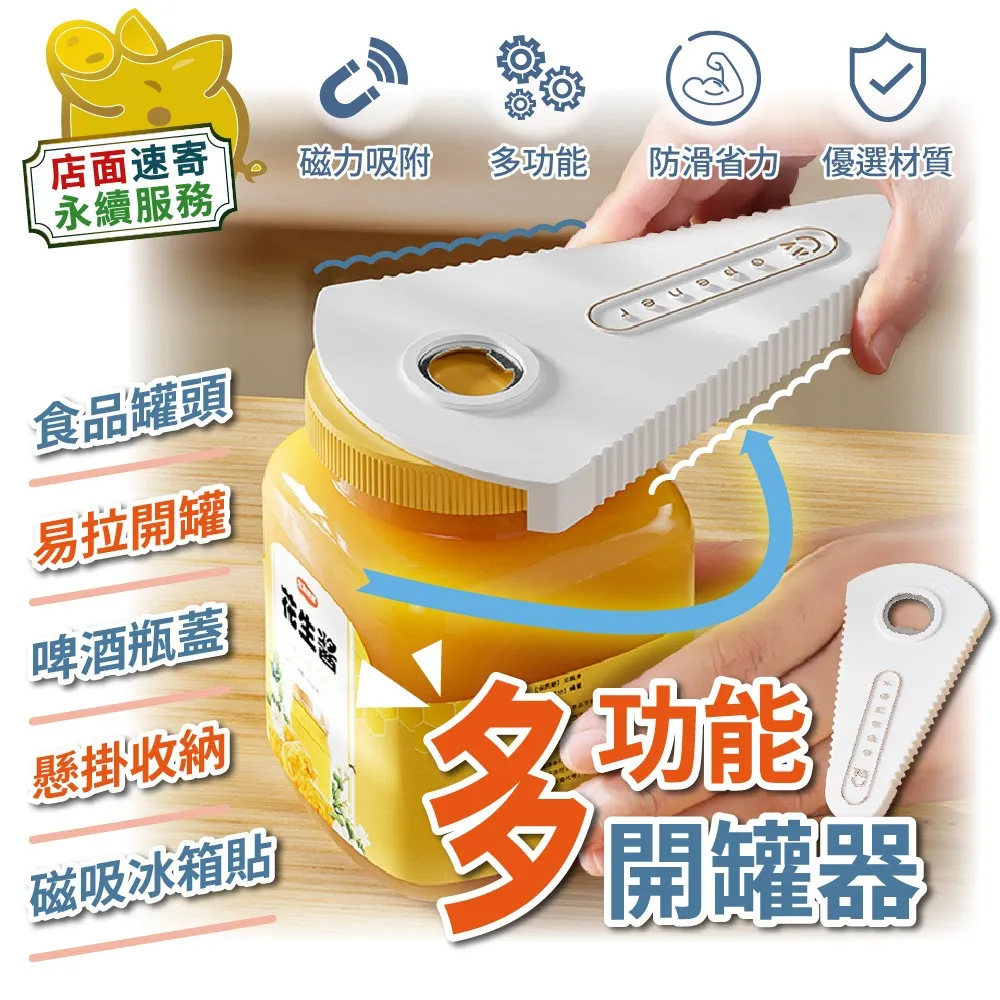 店面速寄
永續服務
磁力吸附
多功能
防滑省力
優選材質
食品罐頭
易拉開罐
啤酒瓶蓋
懸掛收納
磁吸冰箱貼
opener
花生醬
多功能
開罐器
opener